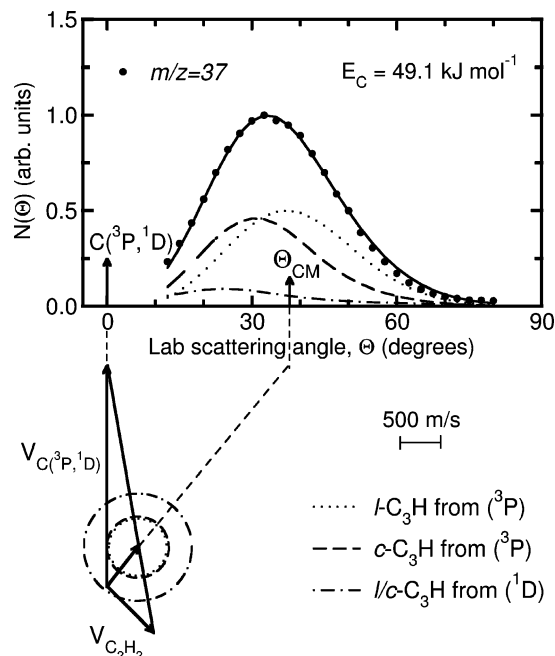 1.5
m/z=37
E_C = 49.1 kJ mol⁻¹
1.0
N(Θ) (arb. units)
0.5
C(³P,¹D)
Θ_CM
0.0
0 30 60 90
Lab scattering angle, Θ (degrees)
500 m/s
V_C(³P,¹D)
l-C₃H from (³P)
c-C₃H from (³P)
l/c-C₃H from (¹D)
V_C₂H₂